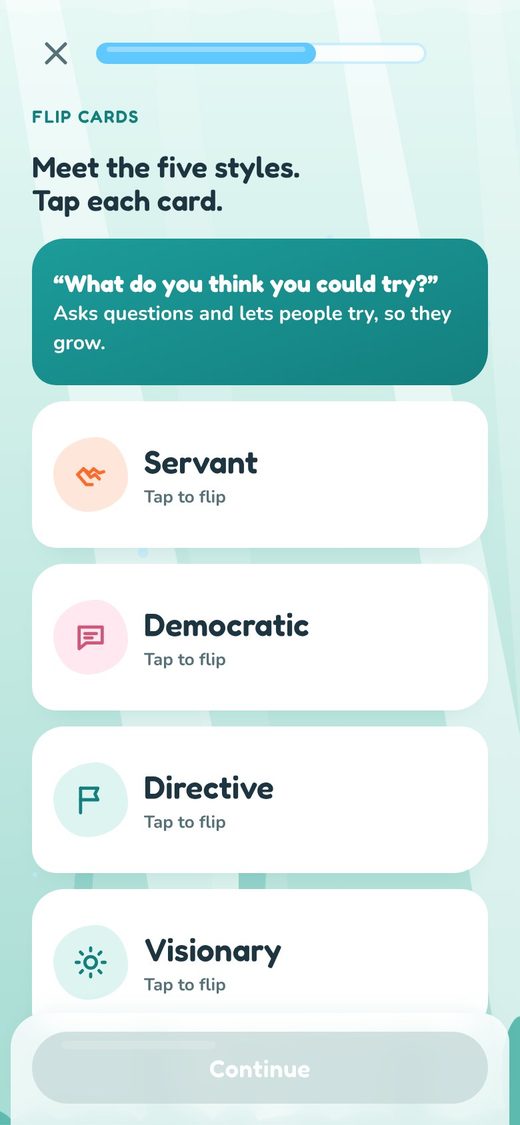 FLIP CARDS
Meet the five styles.
Tap each card.
“What do you think you could try?”
Asks questions and lets people try, so they
grow.
Servant
Tap to flip
Democratic
Tap to flip
Directive
Tap to flip
Visionary
Tap to flip
Continue